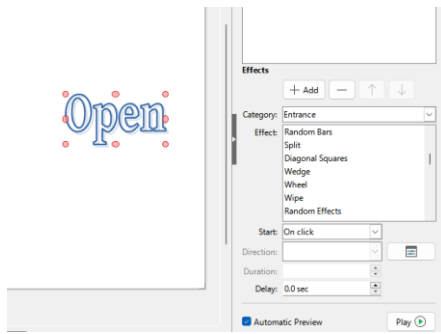 Open
Effects
Add
Category: Entrance
Effect: Random Bars
Split
Diagonal Squares
Wedge
Wheel
Wipe
Random Effects
Start: On click
Direction:
Duration:
Delay: 0.0 sec
Automatic Preview Play